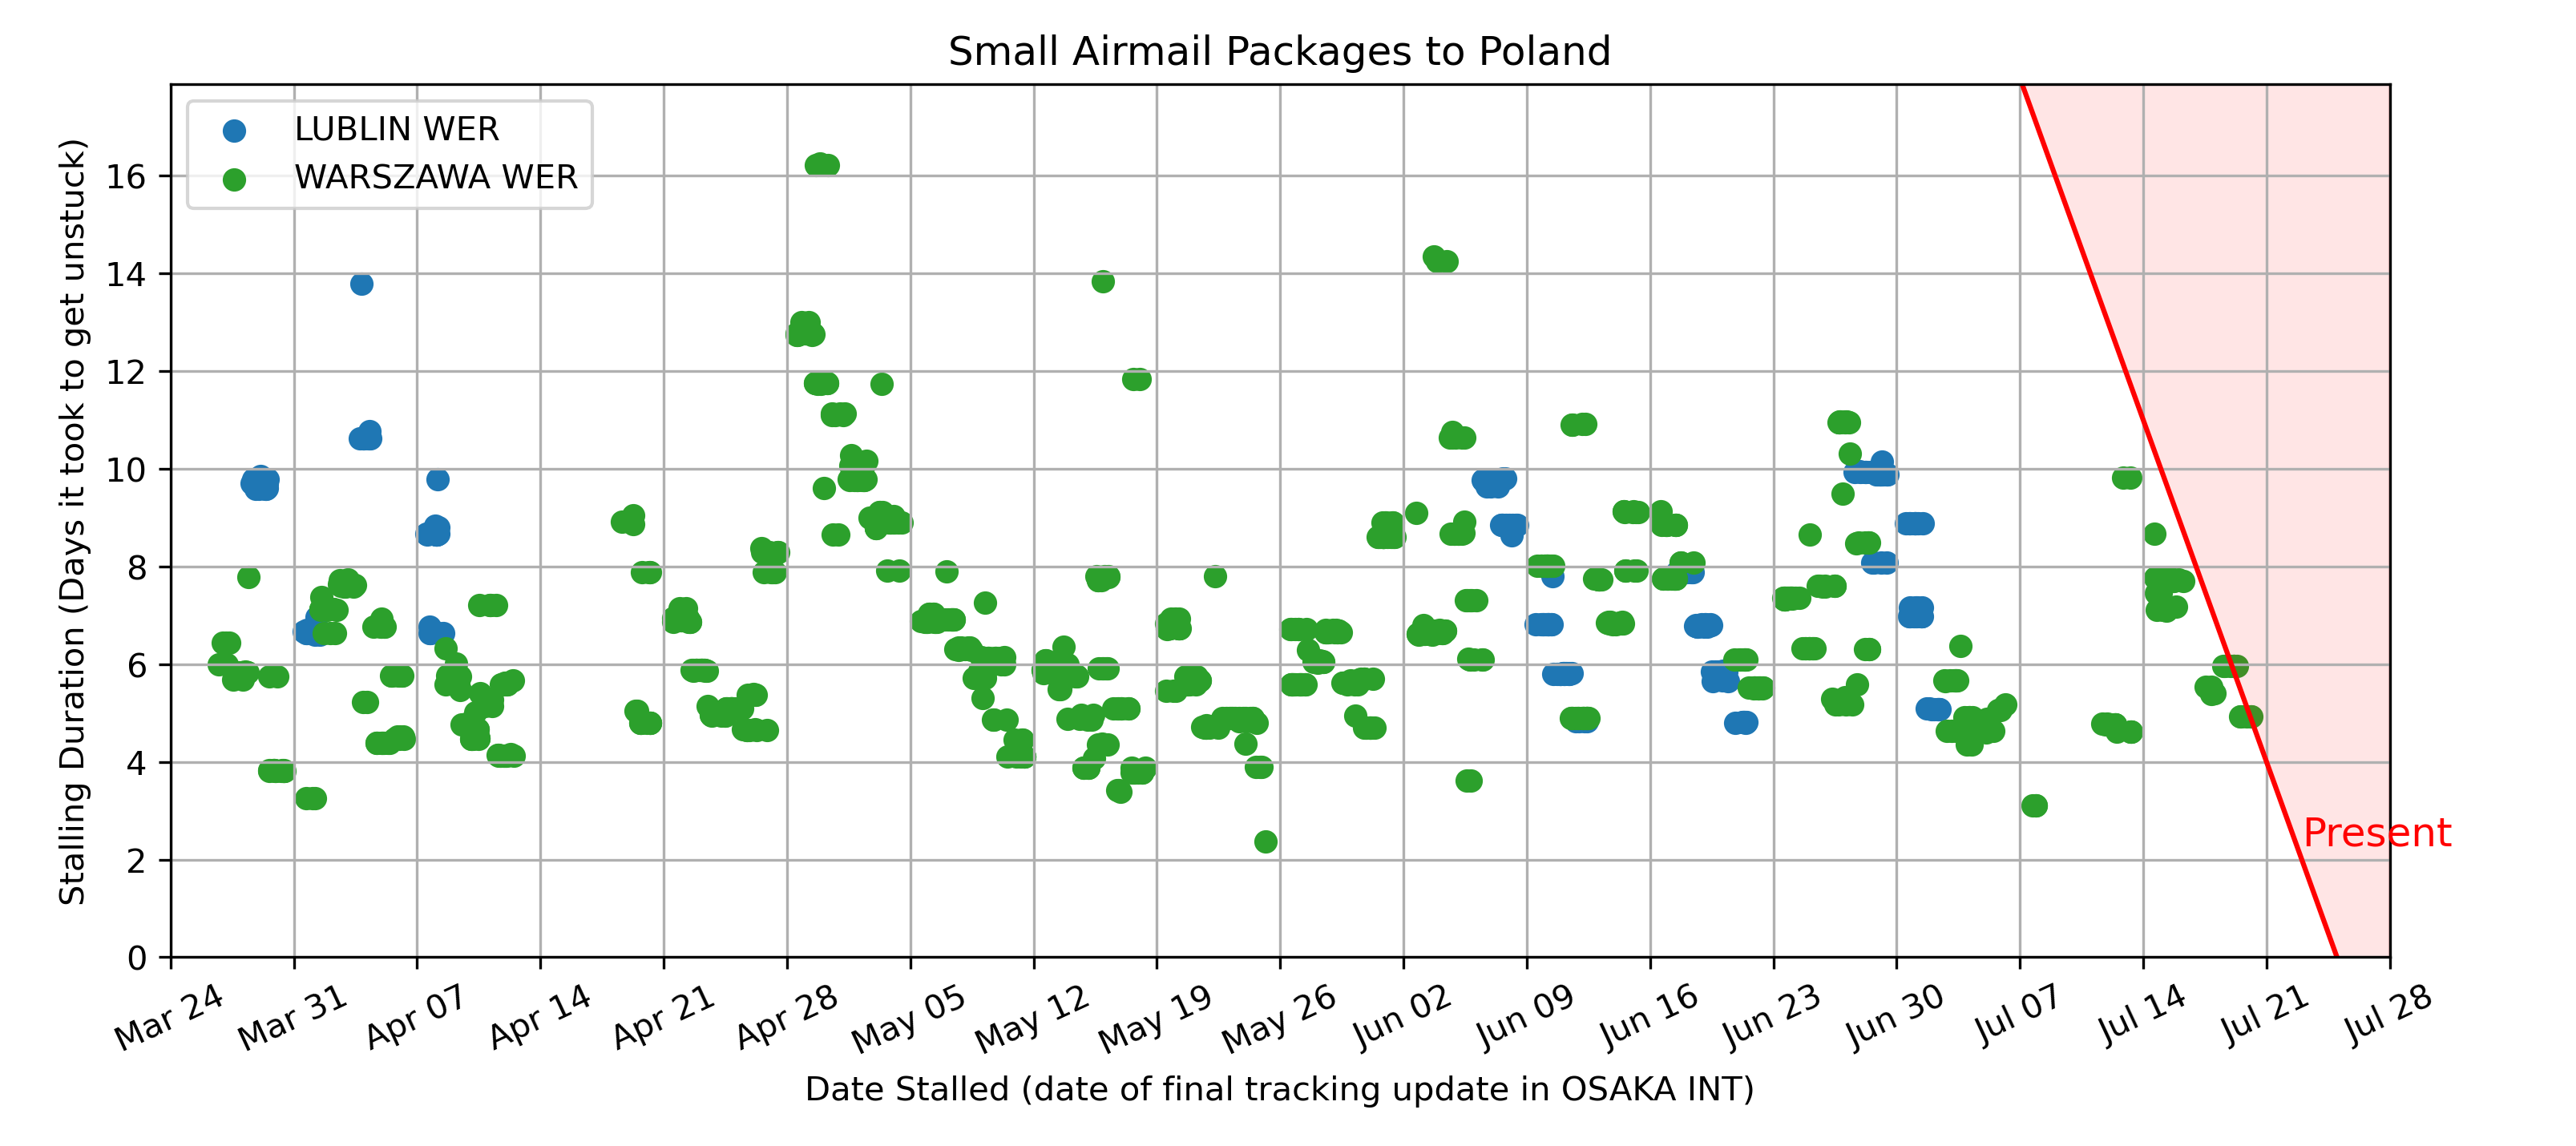 Small Airmail Packages to Poland
LUBLIN WER
WARSZAWA WER
Stalling Duration (Days it took to get unstuck)
16
14
12
10
8
6
4
2
0
Present
Mar 24
Mar 31
Apr 07
Apr 14
Apr 21
Apr 28
May 05
May 12
May 19
May 26
Jun 02
Jun 09
Jun 16
Jun 23
Jun 30
Jul 07
Jul 14
Jul 21
Jul 28
Date Stalled (date of final tracking update in OSAKA INT)